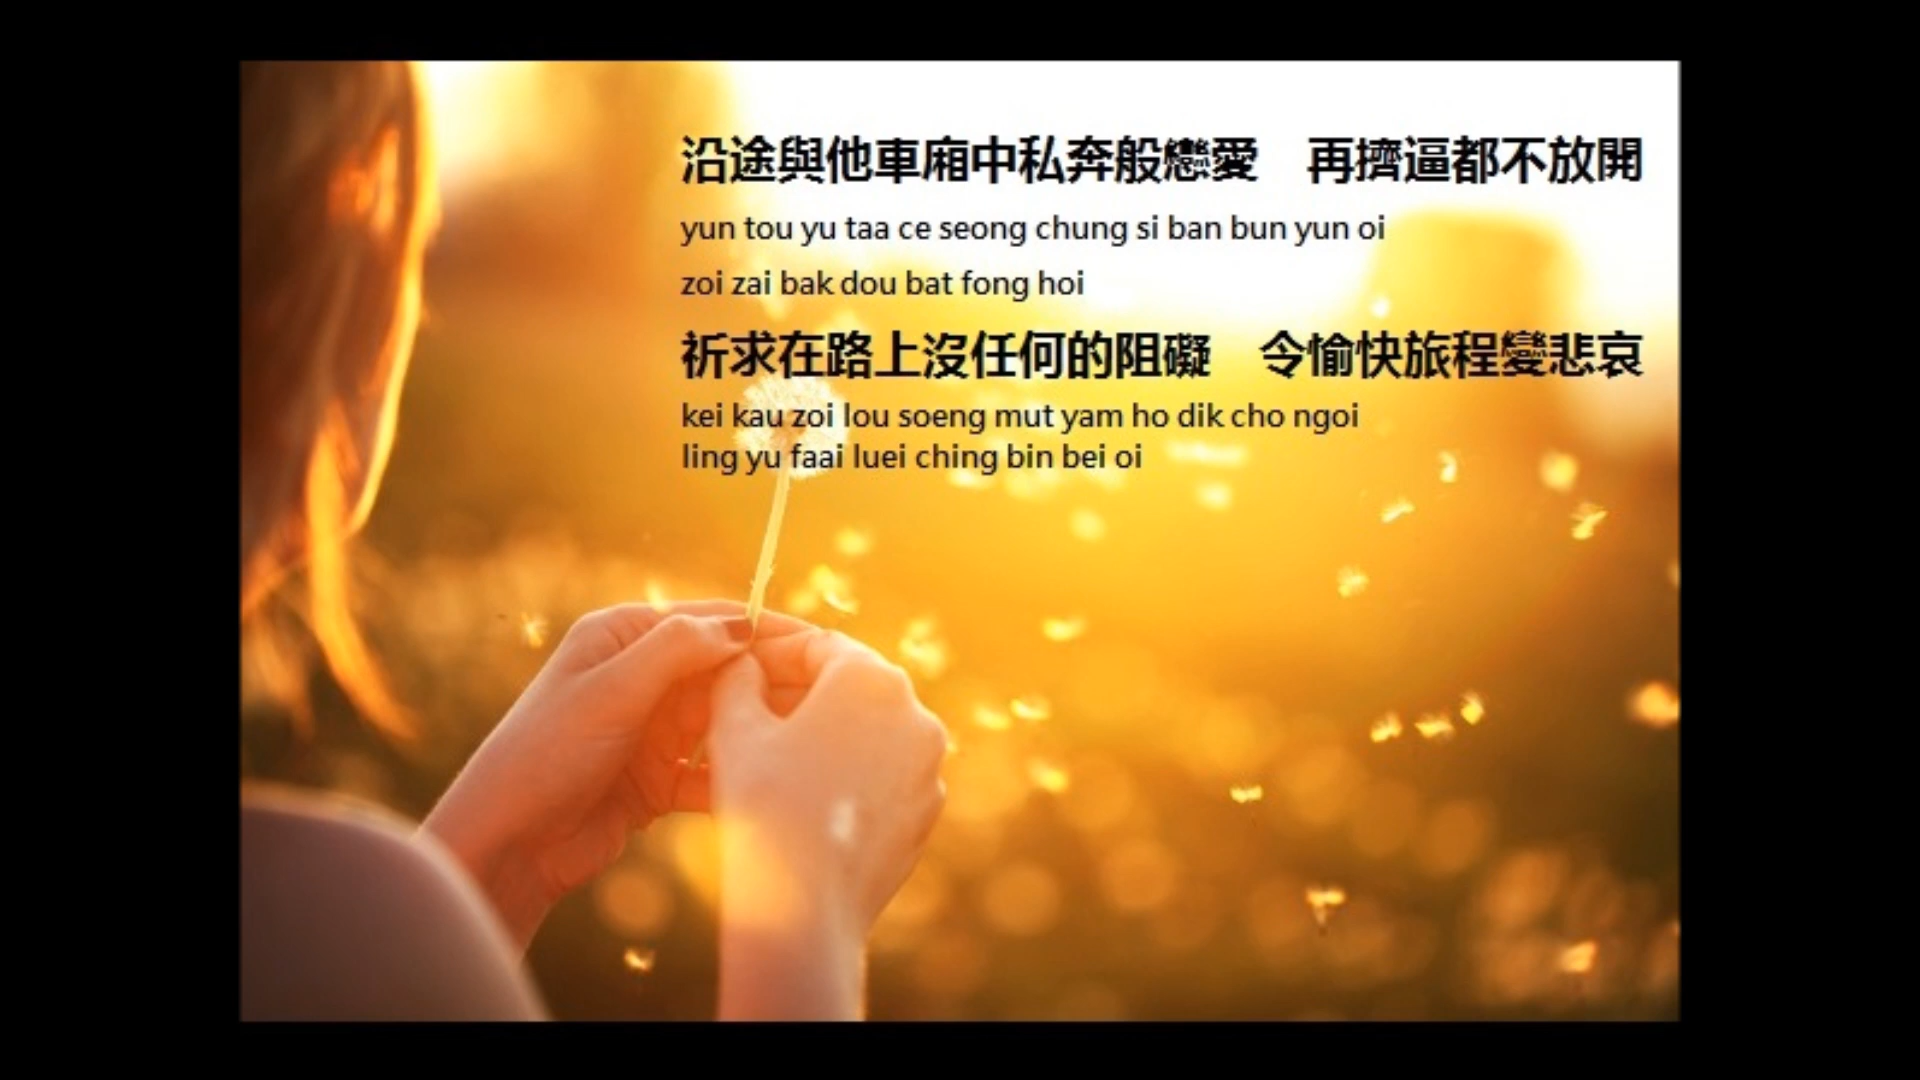 沿途與他車廂中私奔般戀愛　再擠逼都不放開
yun tou yu taa ce seong chung si ban bun yun oi
zoi zai bak dou bat fong hoi
祈求在路上沒任何的阻礙　令愉快旅程變悲哀
kei kau zoi lou soeng mut yam ho dik cho ngoi
ling yu faai luei ching bin bei oi